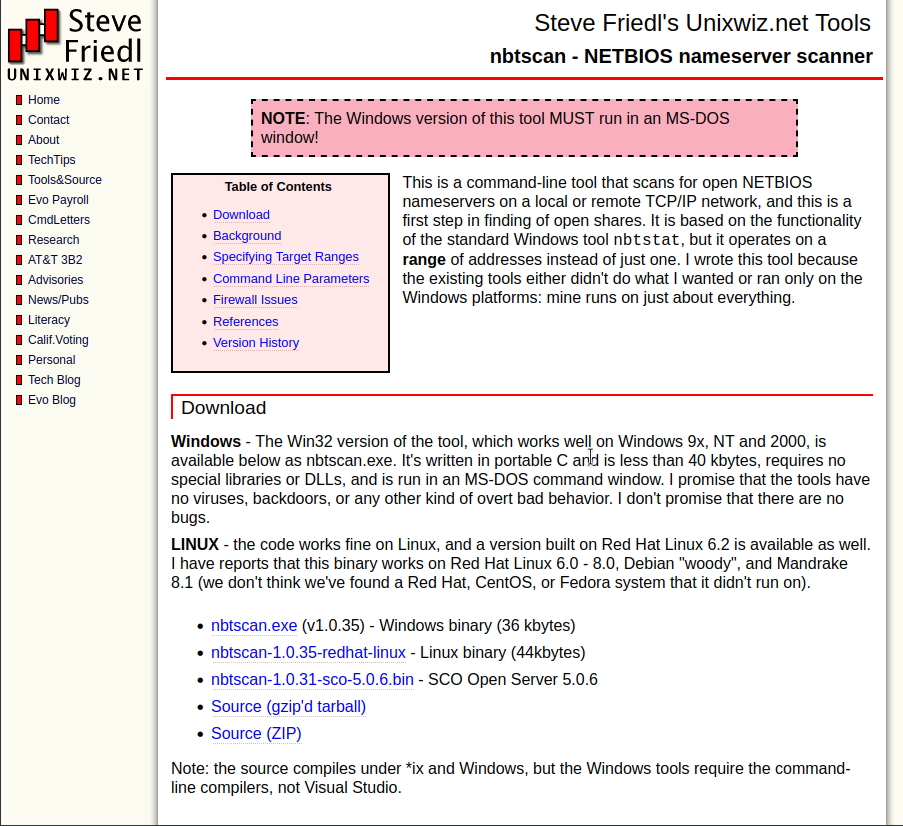 Steve
Friedl
UNIXWIZ.NET
Home
Contact
About
TechTips
Tools&Source
Evo Payroll
CmdLetters
Research
AT&T 3B2
Advisories
News/Pubs
Literacy
Calif.Voting
Personal
Tech Blog
Evo Blog
Steve Friedl's Unixwiz.net Tools
nbtscan - NETBIOS nameserver scanner
NOTE: The Windows version of this tool MUST run in an MS-DOS
window!
Table of Contents
• Download
• Background
• Specifying Target Ranges
• Command Line Parameters
• Firewall Issues
• References
• Version History
This is a command-line tool that scans for open NETBIOS
nameservers on a local or remote TCP/IP network, and this is a
first step in finding of open shares. It is based on the functionality
of the standard Windows tool nbtstat, but it operates on a
range of addresses instead of just one. I wrote this tool because
the existing tools either didn't do what I wanted or ran only on the
Windows platforms: mine runs on just about everything.
Download
Windows - The Win32 version of the tool, which works well on Windows 9x, NT and 2000, is
available below as nbtscan.exe. It's written in portable C and is less than 40 kbytes, requires no
special libraries or DLLs, and is run in an MS-DOS command window. I promise that the tools have
no viruses, backdoors, or any other kind of overt bad behavior. I don't promise that there are no
bugs.
LINUX - the code works fine on Linux, and a version built on Red Hat Linux 6.2 is available as well.
I have reports that this binary works on Red Hat Linux 6.0 - 8.0, Debian "woody", and Mandrake
8.1 (we don't think we've found a Red Hat, CentOS, or Fedora system that it didn't run on).
• nbtscan.exe (v1.0.35) - Windows binary (36 kbytes)
• nbtscan-1.0.35-redhat-linux - Linux binary (44kbytes)
• nbtscan-1.0.31-sco-5.0.6.bin - SCO Open Server 5.0.6
• Source (gzip'd tarball)
• Source (ZIP)
Note: the source compiles under *ix and Windows, but the Windows tools require the command-
line compilers, not Visual Studio.